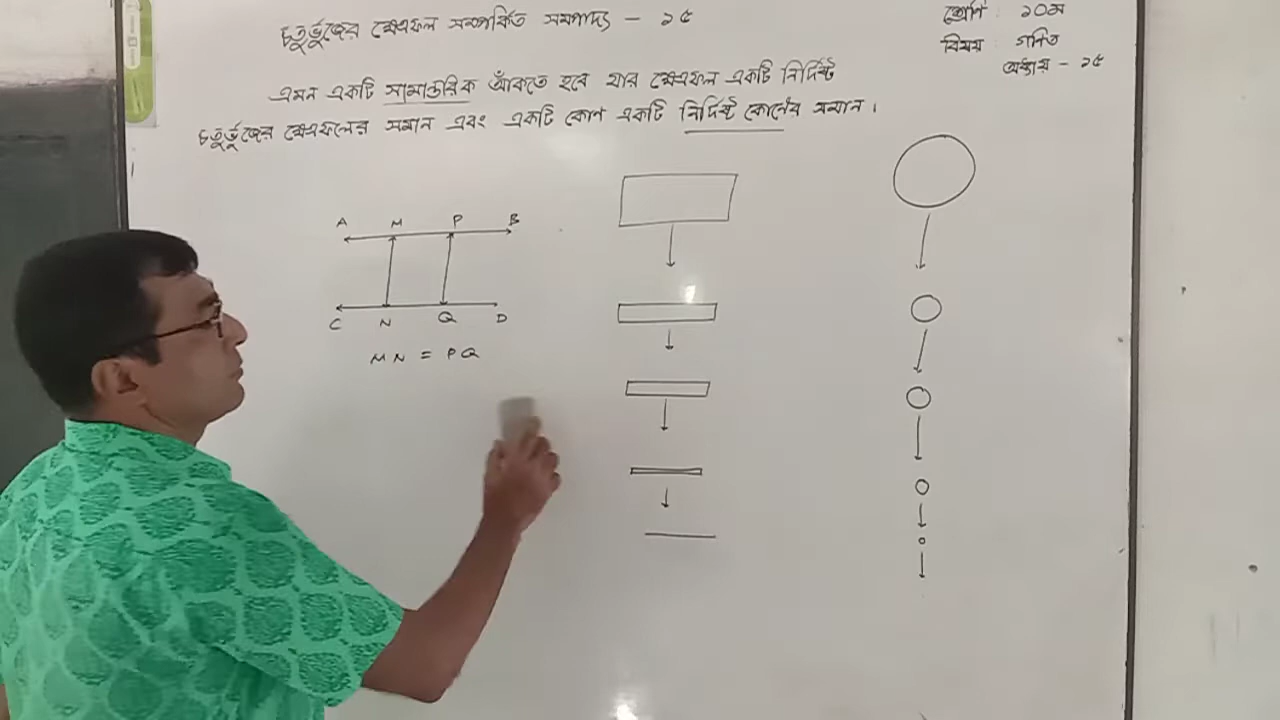 চতুর্ভুজের ক্ষেত্রফল সম্পর্কিত সম্পাদ্য - ১৫
শ্রেণি : ১০ম
বিষয় : গণিত
অধ্যায় - ১৫
এমন একটি সামান্তরিক আঁকতে হবে যার ক্ষেত্রফল একটি নির্দিষ্ট
চতুর্ভুজের ক্ষেত্রফলের সমান এবং একটি কোণ একটি নির্দিষ্ট কোণের সমান ।
A M P B
C N Q D
MN = PQ